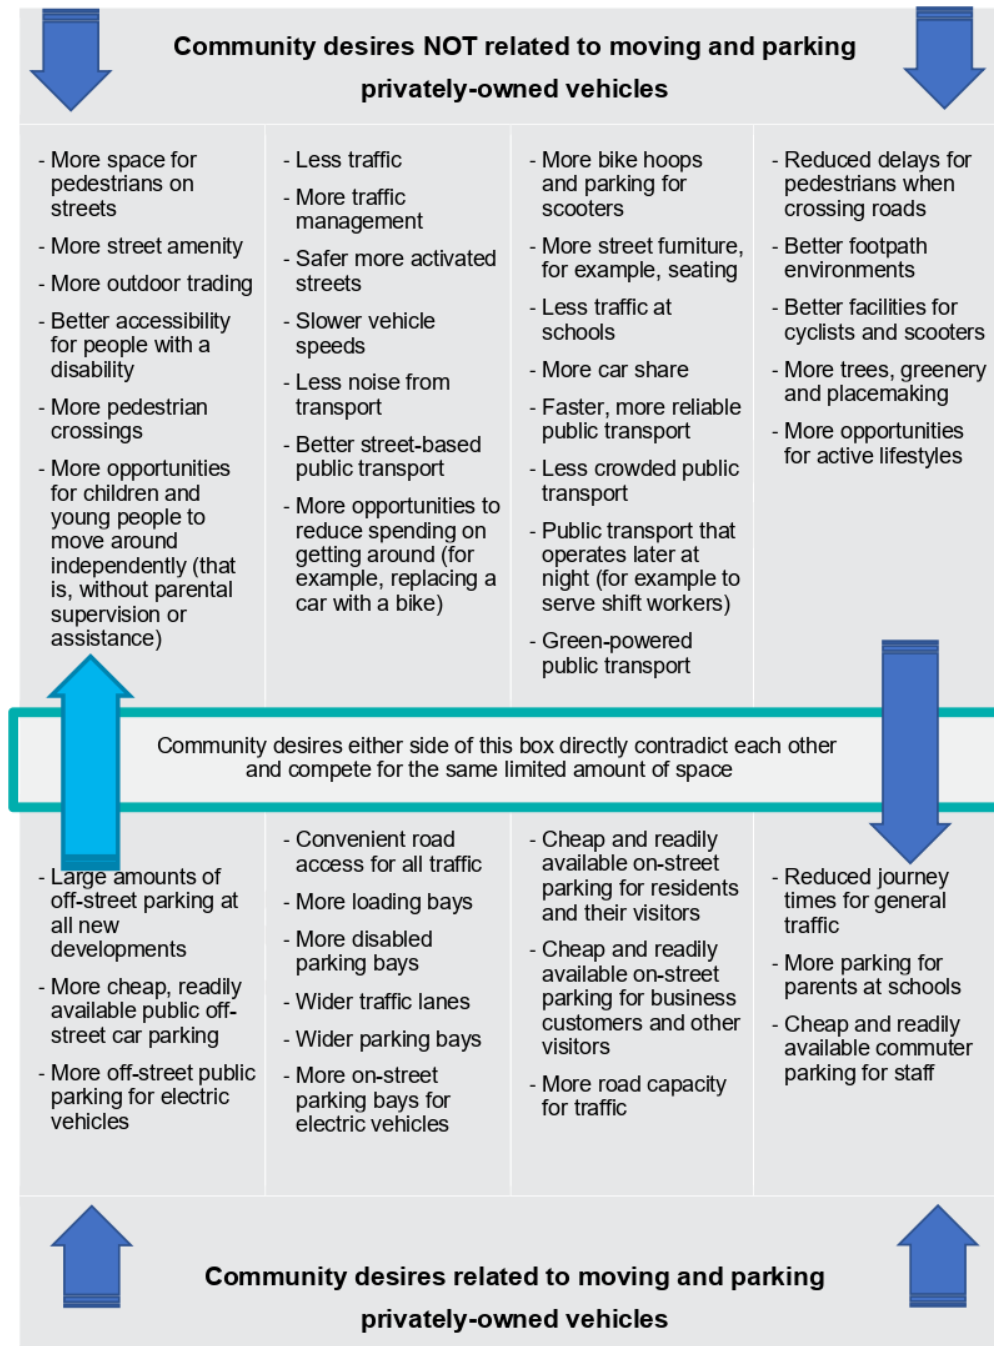 Community desires NOT related to moving and parking
privately-owned vehicles
- More space for
pedestrians on
streets
- More street amenity
- More outdoor trading
- Better accessibility
for people with a
disability
- More pedestrian
crossings
- More opportunities
for children and
young people to
move around
independently (that
is, without parental
supervision or
assistance)
- Less traffic
- More traffic
management
- Safer more activated
streets
- Slower vehicle
speeds
- Less noise from
transport
- Better street-based
public transport
- More opportunities to
reduce spending on
getting around (for
example, replacing a
car with a bike)
- More bike hoops
and parking for
scooters
- More street furniture,
for example, seating
- Less traffic at
schools
- More car share
- Faster, more reliable
public transport
- Less crowded public
transport
- Public transport that
operates later at
night (for example to
serve shift workers)
- Green-powered
public transport
- Reduced delays for
pedestrians when
crossing roads
- Better footpath
environments
- Better facilities for
cyclists and scooters
- More trees, greenery
and placemaking
- More opportunities
for active lifestyles
Community desires either side of this box directly contradict each other
and compete for the same limited amount of space
- Large amounts of
off-street parking at
all new
developments
- More cheap, readily
available public off-
street car parking
- More off-street public
parking for electric
vehicles
- Convenient road
access for all traffic
- More loading bays
- More disabled
parking bays
- Wider traffic lanes
- Wider parking bays
- More on-street
parking bays for
electric vehicles
- Cheap and readily
available on-street
parking for residents
and their visitors
- Cheap and readily
available on-street
parking for business
customers and other
visitors
- More road capacity
for traffic
- Reduced journey
times for general
traffic
- More parking for
parents at schools
- Cheap and readily
available commuter
parking for staff
Community desires related to moving and parking
privately-owned vehicles